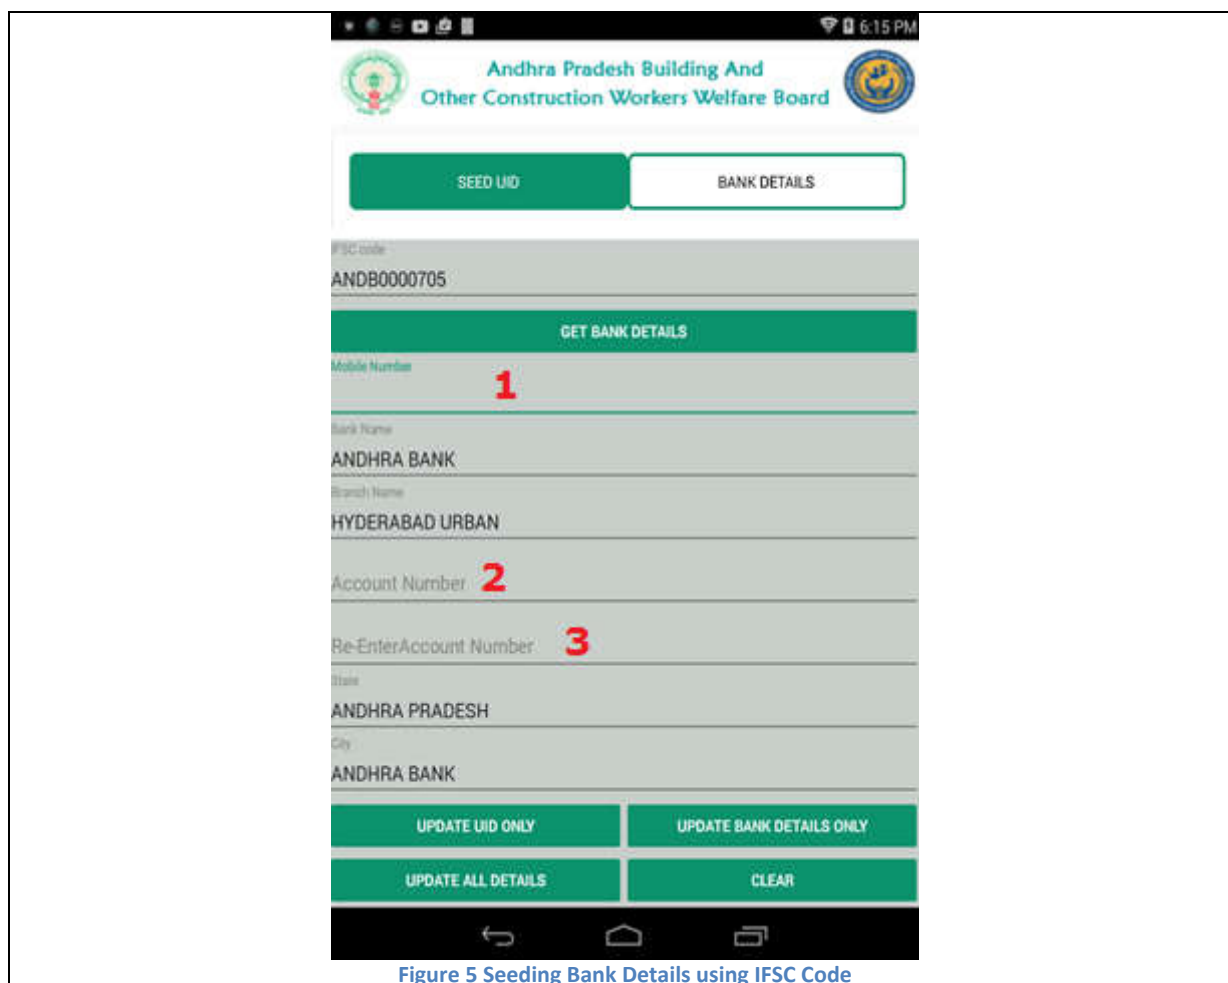 6:15 PM
Andhra Pradesh Building And
Other Construction Workers Welfare Board
SEED UID
BANK DETAILS
IFSC code
ANDB0000705
GET BANK DETAILS
Mobile Number
1
Bank Name
ANDHRA BANK
Branch Name
HYDERABAD URBAN
Account Number 2
Re-EnterAccount Number 3
State
ANDHRA PRADESH
City
ANDHRA BANK
UPDATE UID ONLY
UPDATE BANK DETAILS ONLY
UPDATE ALL DETAILS
CLEAR
Figure 5 Seeding Bank Details using IFSC Code